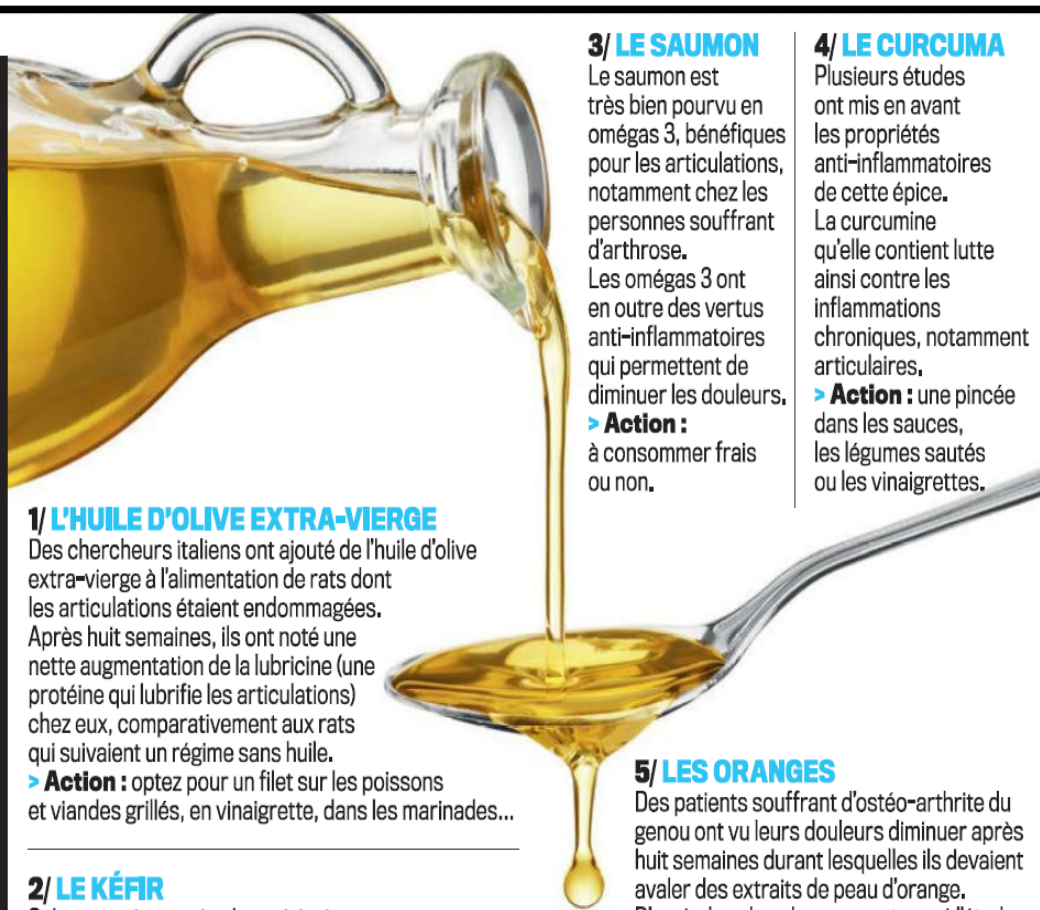 3/ LE SAUMON
Le saumon est
très bien pourvu en
omégas 3, bénéfiques
pour les articulations,
notamment chez les
personnes souffrant
d'arthrose.
Les omégas 3 ont
en outre des vertus
anti-inflammatoires
qui permettent de
diminuer les douleurs.
> Action :
à consommer frais
ou non.
4/ LE CURCUMA
Plusieurs études
ont mis en avant
les propriétés
anti-inflammatoires
de cette épice.
La curcumine
qu'elle contient lutte
ainsi contre les
inflammations
chroniques, notamment
articulaires.
> Action : une pincée
dans les sauces,
les légumes sautés
ou les vinaigrettes.
1/ L'HUILE D'OLIVE EXTRA-VIERGE
Des chercheurs italiens ont ajouté de l'huile d'olive
extra-vierge à l'alimentation de rats dont
les articulations étaient endommagées.
Après huit semaines, ils ont noté une
nette augmentation de la lubricine (une
protéine qui lubrifie les articulations)
chez eux, comparativement aux rats
qui suivaient un régime sans huile.
> Action : optez pour un filet sur les poissons
et viandes grillés, en vinaigrette, dans les marinades...
2/ LE KÉFIR
5/ LES ORANGES
Des patients souffrant d'ostéo-arthrite du
genou ont vu leurs douleurs diminuer après
huit semaines durant lesquelles ils devaient
avaler des extraits de peau d'orange.